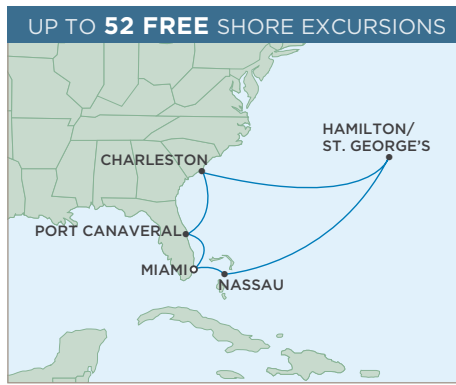 UP TO 52 FREE SHORE EXCURSIONS
HAMILTON/
ST. GEORGE'S
CHARLESTON
PORT CANAVERAL
MIAMI
NASSAU